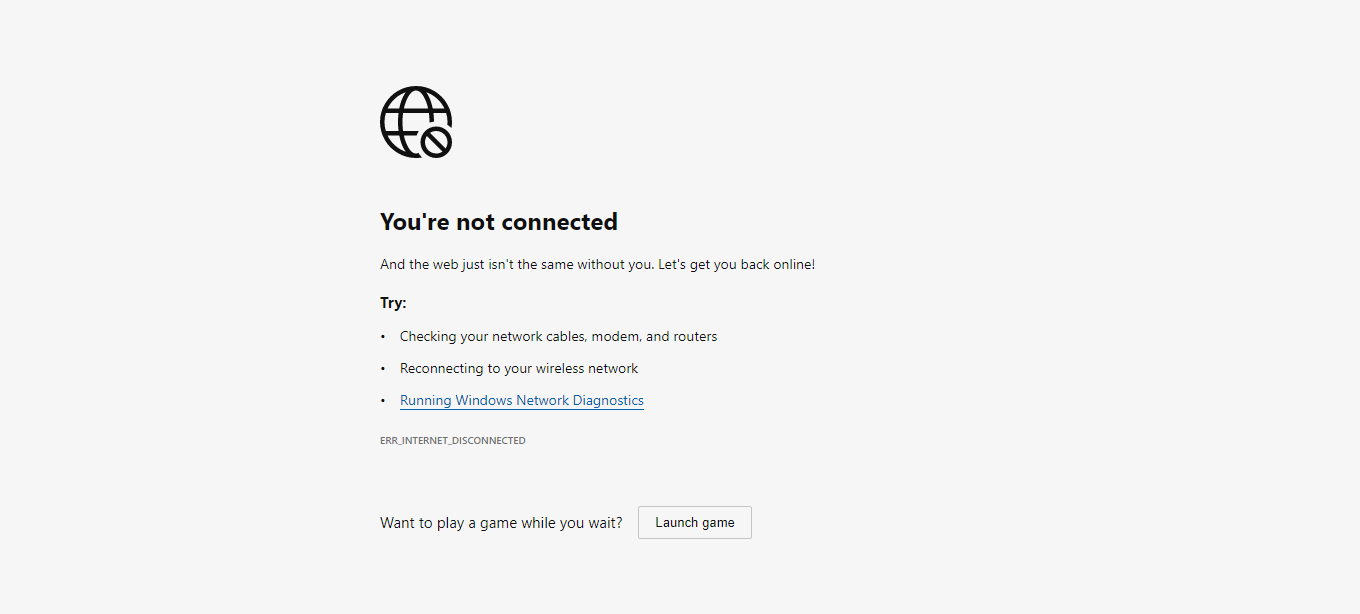 You're not connected
And the web just isn't the same without you. Let's get you back online!
Try:
• Checking your network cables, modem, and routers
• Reconnecting to your wireless network
• Running Windows Network Diagnostics
ERR_INTERNET_DISCONNECTED
Want to play a game while you wait? Launch game